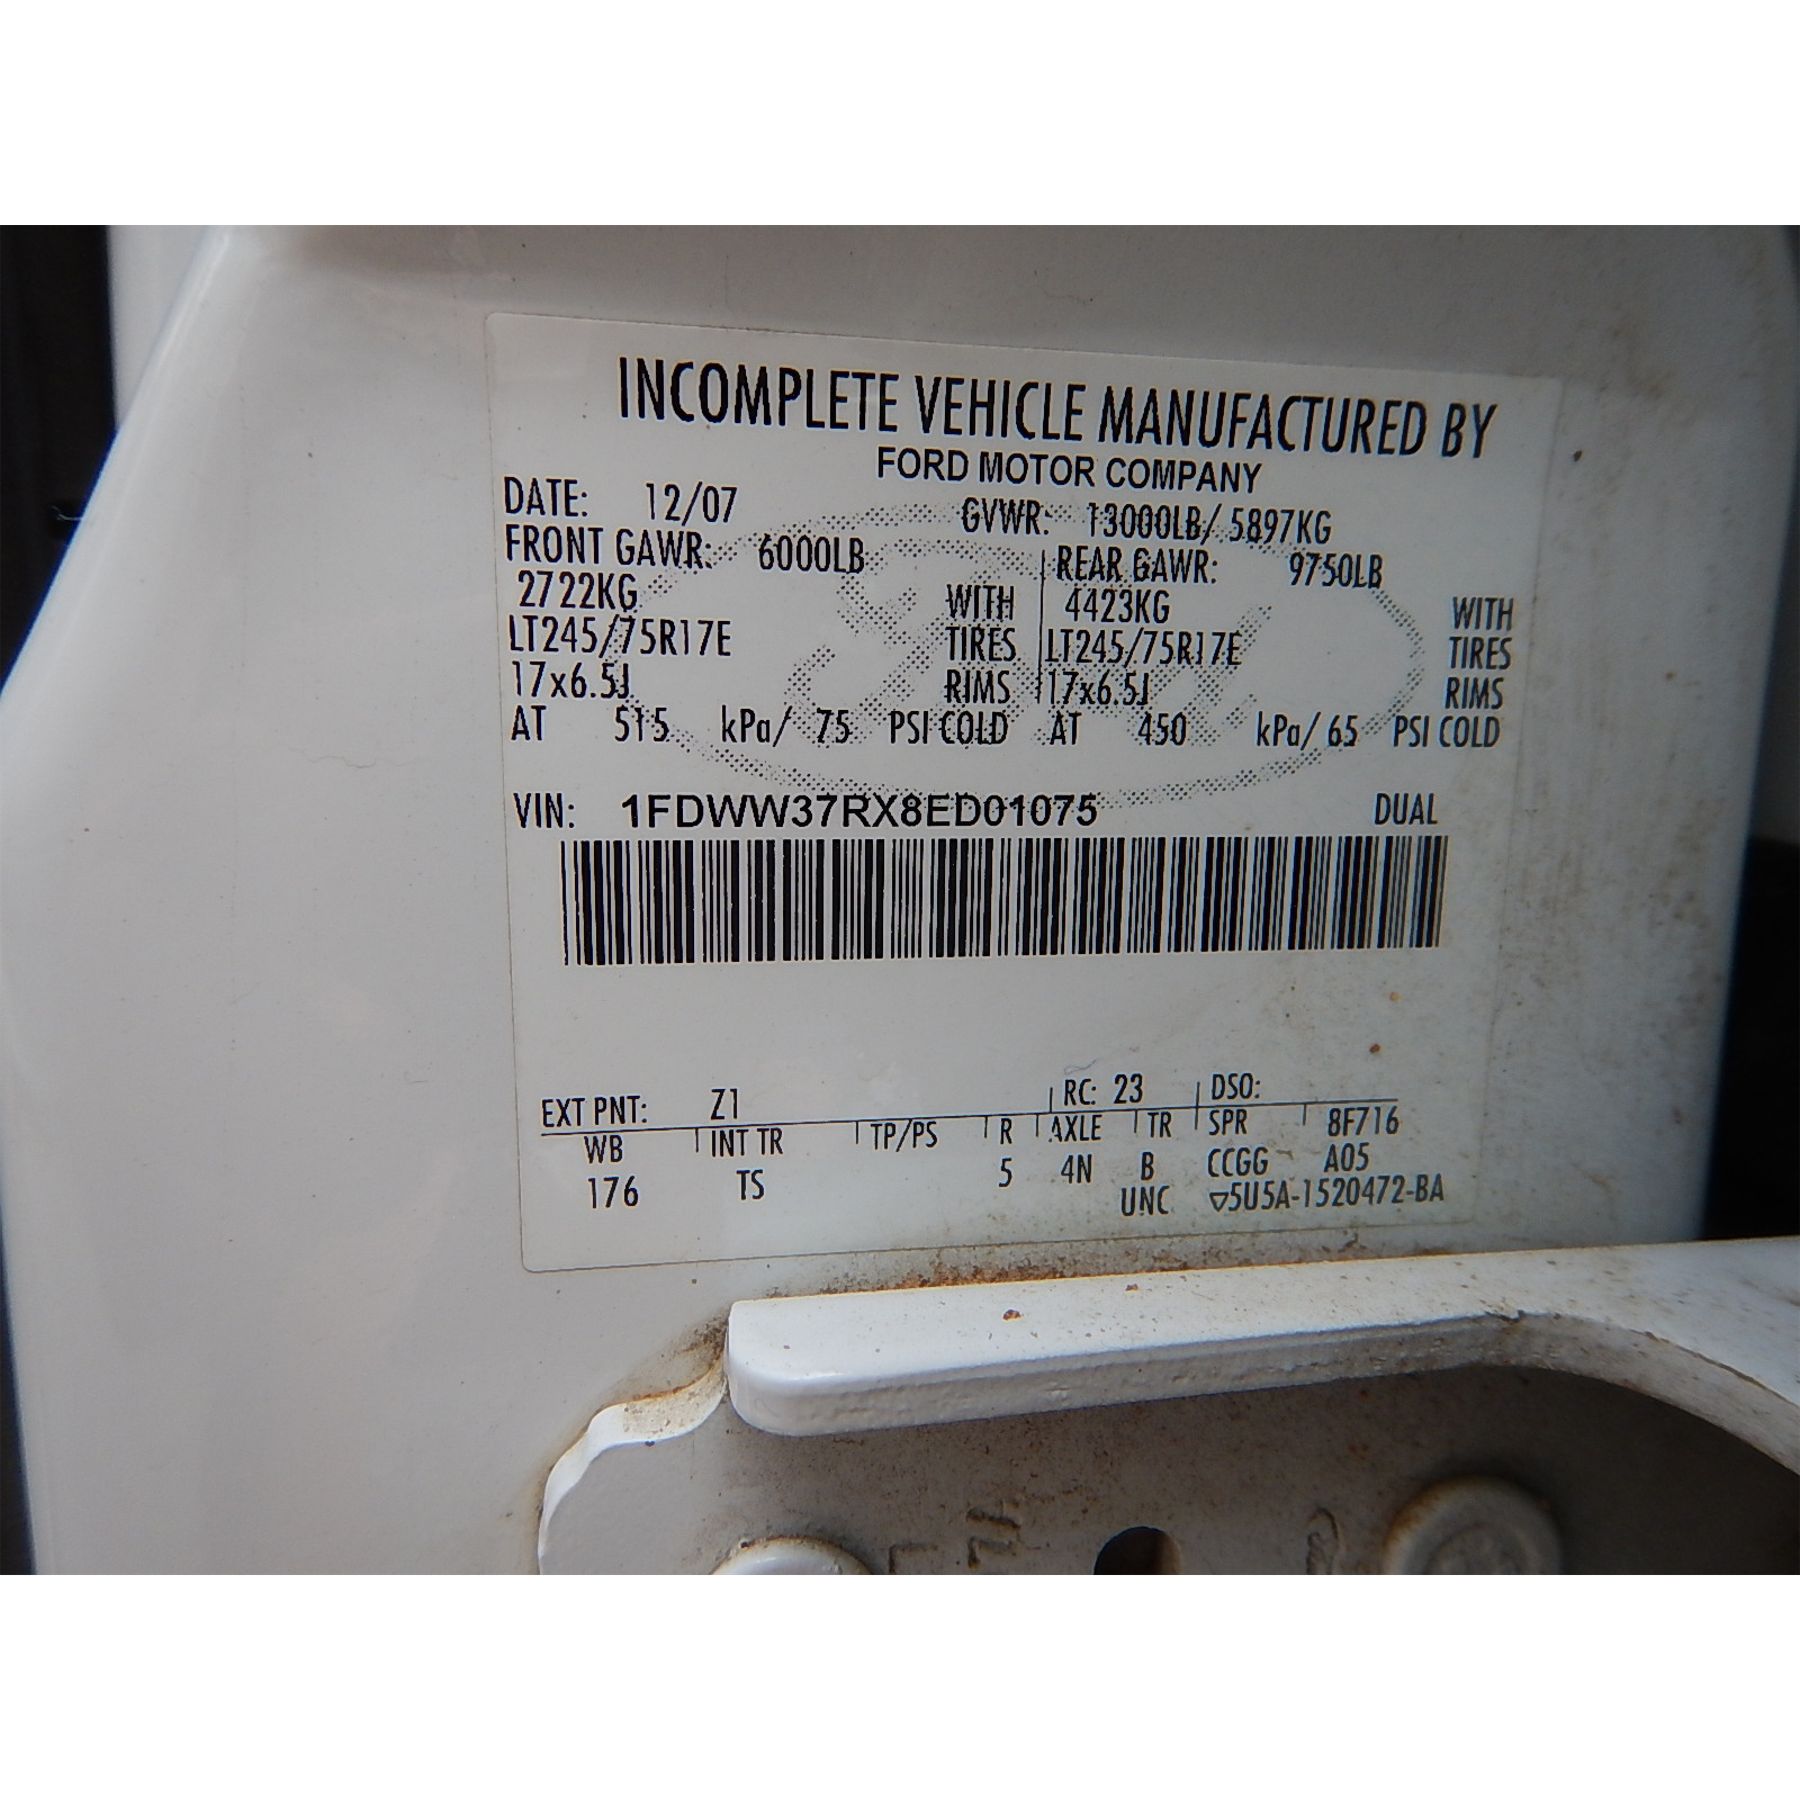 INCOMPLETE VEHICLE MANUFACTURED BY
FORD MOTOR COMPANY
DATE: 12/07 GVWR: 13000LB/ 5897KG
FRONT GAWR: 6000LB REAR GAWR: 9750LB
2722KG WITH 4423KG WITH
LT245/75R17E TIRES LT245/75R17E TIRES
17x6.5J RIMS 17x6.5J RIMS
AT 515 kPa/ 75 PSI COLD AT 450 kPa/ 65 PSI COLD
VIN: 1FDWW37RX8ED01075 DUAL
EXT PNT: Z1 RC: 23 DSO:
WB INT TR TP/PS R AXLE TR SPR 8F716
176 TS 5 4N B CCGG A05
UNC ▽5U5A-1520472-BA